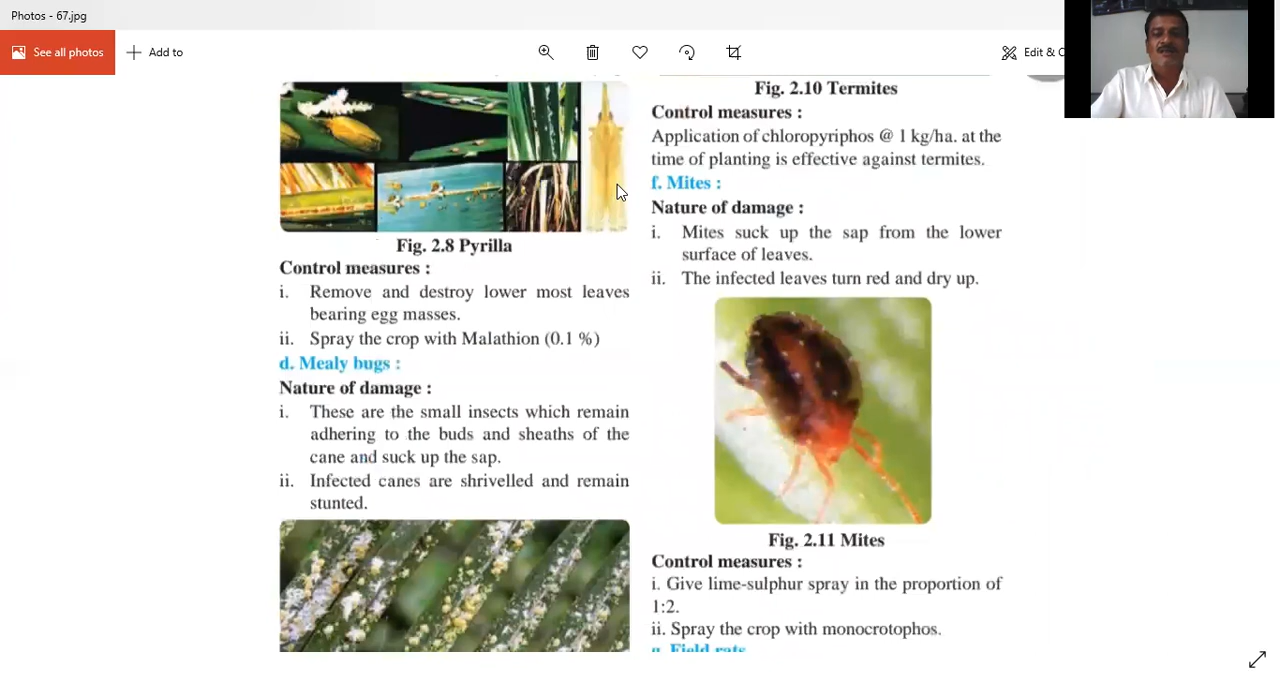 Photos - 67.jpg
See all photos
Add to
Edit & C
Fig. 2.8 Pyrilla
Control measures :
i. Remove and destroy lower most leaves
bearing egg masses.
ii. Spray the crop with Malathion (0.1 %)
d. Mealy bugs :
Nature of damage :
i. These are the small insects which remain
adhering to the buds and sheaths of the
cane and suck up the sap.
ii. Infected canes are shrivelled and remain
stunted.
Fig. 2.10 Termites
Control measures :
Application of chloropyriphos @ 1 kg/ha. at the
time of planting is effective against termites.
f. Mites :
Nature of damage :
i. Mites suck up the sap from the lower
surface of leaves.
ii. The infected leaves turn red and dry up.
Fig. 2.11 Mites
Control measures :
i. Give lime-sulphur spray in the proportion of
1:2.
ii. Spray the crop with monocrotophos.
g. Field rats